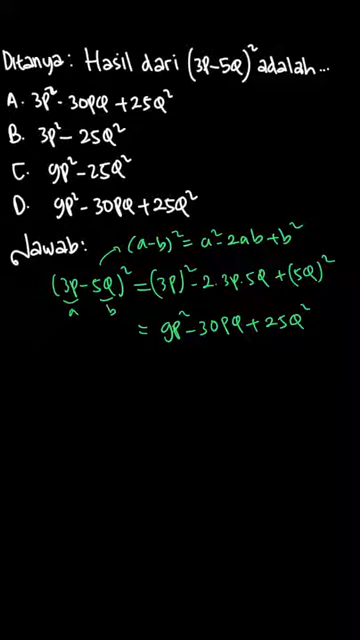 Ditanya: Hasil dari (3P-5Q)² adalah...
A. 3P² - 30PQ + 25Q²
B. 3P² - 25Q²
C. 9P² - 25Q²
D. 9P² - 30PQ + 25Q²
Jawab:
(a-b)² = a² - 2ab + b²
(3P - 5Q)² = (3P)² - 2.3P.5Q + (5Q)²
a b
= 9P² - 30PQ + 25Q²